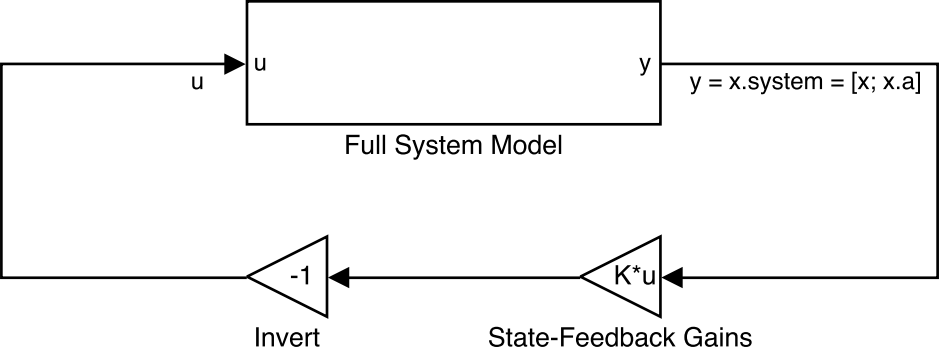 u
u
y
y = x.system = [x; x.a]
Full System Model
-1
K*u
Invert
State-Feedback Gains